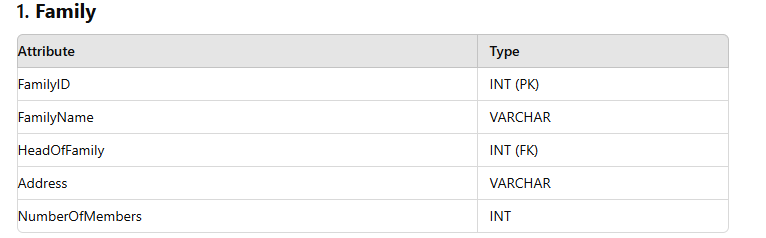 1. Family
Attribute Type
FamilyID INT (PK)
FamilyName VARCHAR
HeadOfFamily INT (FK)
Address VARCHAR
NumberOfMembers INT